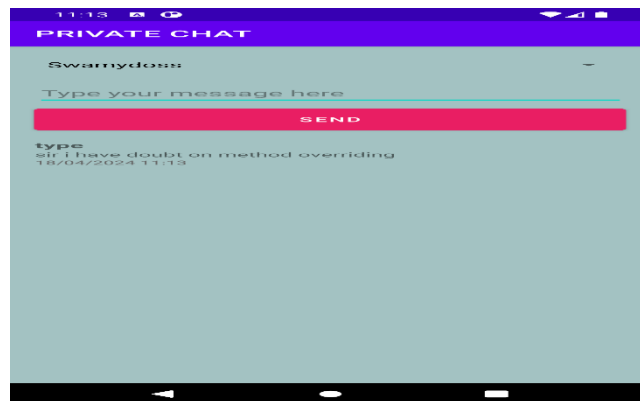 11:13
PRIVATE CHAT
Swamydoss
Type your message here
SEND
type
sir i have doubt on method overriding
18/04/2024 11:13